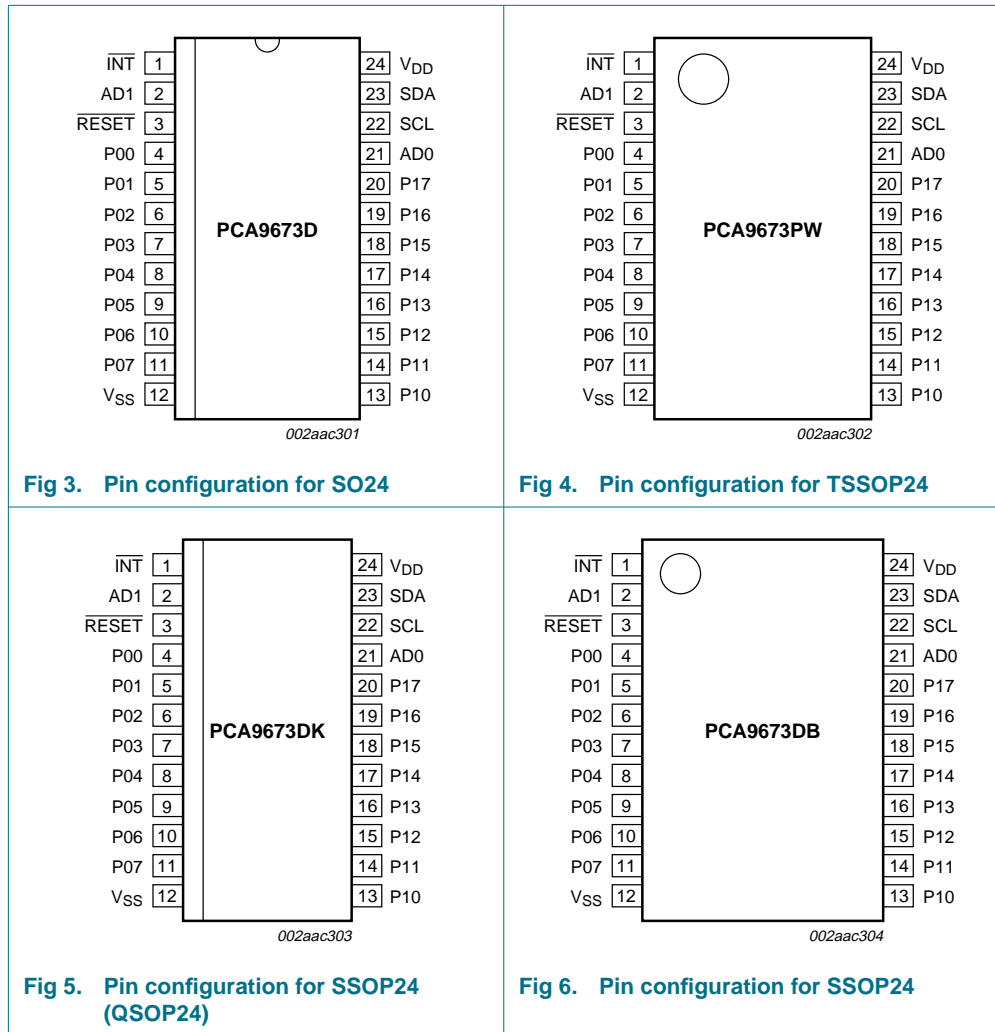 INT 1 24 VDD
AD1 2 23 SDA
RESET 3 22 SCL
P00 4 21 AD0
P01 5 20 P17
P02 6 19 P16
PCA9673D
P03 7 18 P15
P04 8 17 P14
P05 9 16 P13
P06 10 15 P12
P07 11 14 P11
VSS 12 13 P10
002aac301
Fig 3. Pin configuration for SO24
INT 1 24 VDD
AD1 2 23 SDA
RESET 3 22 SCL
P00 4 21 AD0
P01 5 20 P17
P02 6 19 P16
PCA9673PW
P03 7 18 P15
P04 8 17 P14
P05 9 16 P13
P06 10 15 P12
P07 11 14 P11
VSS 12 13 P10
002aac302
Fig 4. Pin configuration for TSSOP24
INT 1 24 VDD
AD1 2 23 SDA
RESET 3 22 SCL
P00 4 21 AD0
P01 5 20 P17
P02 6 19 P16
PCA9673DK
P03 7 18 P15
P04 8 17 P14
P05 9 16 P13
P06 10 15 P12
P07 11 14 P11
VSS 12 13 P10
002aac303
Fig 5. Pin configuration for SSOP24
(QSOP24)
INT 1 24 VDD
AD1 2 23 SDA
RESET 3 22 SCL
P00 4 21 AD0
P01 5 20 P17
P02 6 19 P16
PCA9673DB
P03 7 18 P15
P04 8 17 P14
P05 9 16 P13
P06 10 15 P12
P07 11 14 P11
VSS 12 13 P10
002aac304
Fig 6. Pin configuration for SSOP24